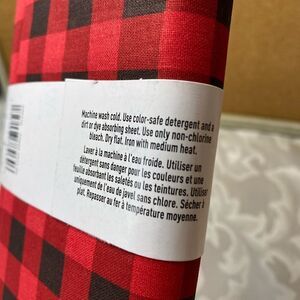 Machine wash cold. Use color-safe detergent and a
dirt or dye absorbing sheet. Use only non-chlorine
bleach. Dry flat. Iron with medium heat.
Laver à la machine à l'eau froide. Utiliser un
détergent sans danger pour les couleurs et une
feuille absorbant les saletés ou les teintures. Utiliser
uniquement de l'eau de javel sans chlore. Sécher à
plat. Repasser au fer à température moyenne.